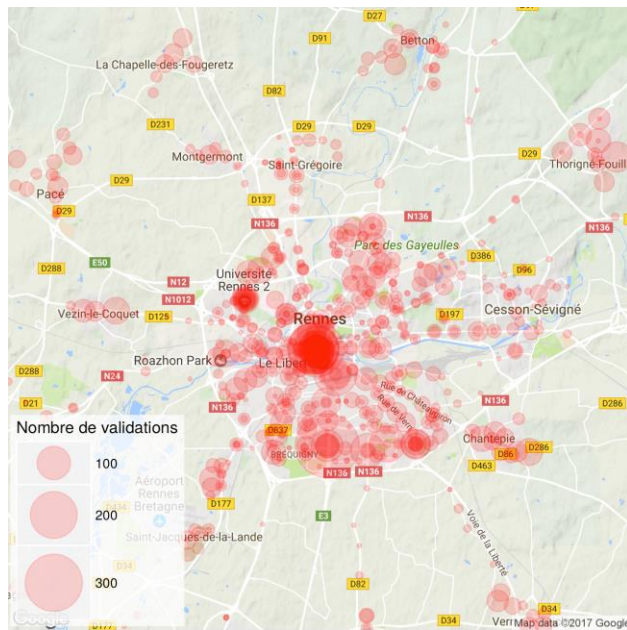 D27
D91
Betton
La Chapelle-des-Fougeretz
D82
D231
D29
D29
Montgermont
Saint-Grégoire
D29
Thorigné-Fouill
Pacé
D29
D137
D29
N136
N136
Parc des Gayeulles
D386
E50
D288
Université
Rennes 2
D96
N12
N1012
Cesson-Sévigné
Vezin-le-Coquet
D125
Rennes
D197
Roazhon Park
Le Liberté
N136
D288
N24
Rue de Châteaugiron
Rue de Vern
D21
N136
D286
Nombre de validations
D837
Chantepie
D286
BRÉQUIGNY
D86
100
N136
N136
D463
Aéroport
Rennes
Bretagne
D177
200
D34
E3
Voie de la Liberté
Saint-Jacques-de-la-Lande
D34
300
D82
D34
D34
Google
D177
Vern
Map data ©2017 Google